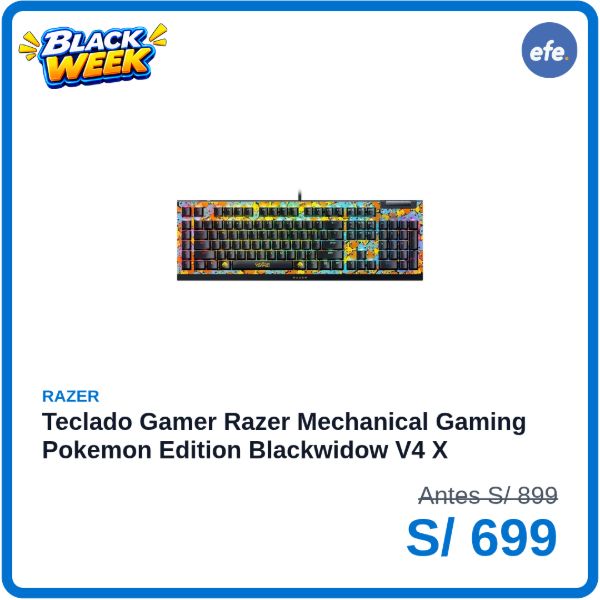 BLACK
WEEK
efe.
RAZER
Teclado Gamer Razer Mechanical Gaming
Pokemon Edition Blackwidow V4 X
Antes S/ 899
S/ 699